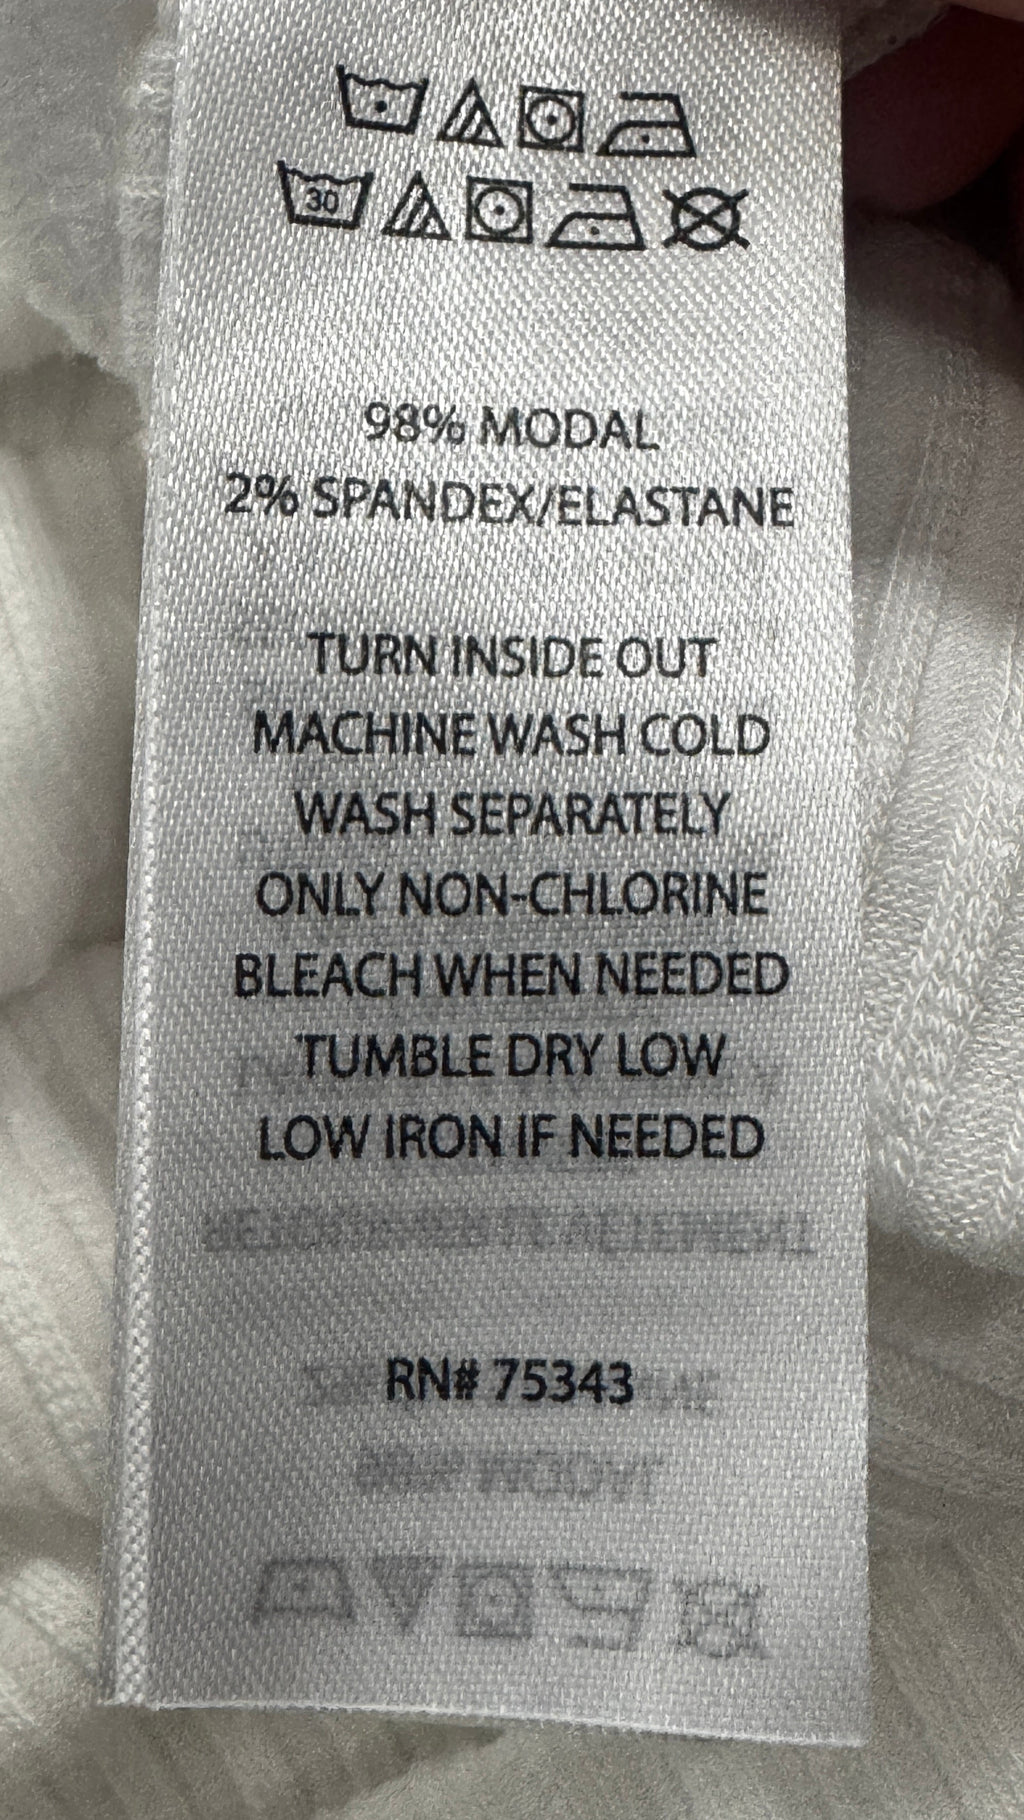 30
98% MODAL
2% SPANDEX/ELASTANE
TURN INSIDE OUT
MACHINE WASH COLD
WASH SEPARATELY
ONLY NON-CHLORINE
BLEACH WHEN NEEDED
TUMBLE DRY LOW
LOW IRON IF NEEDED
RN# 75343